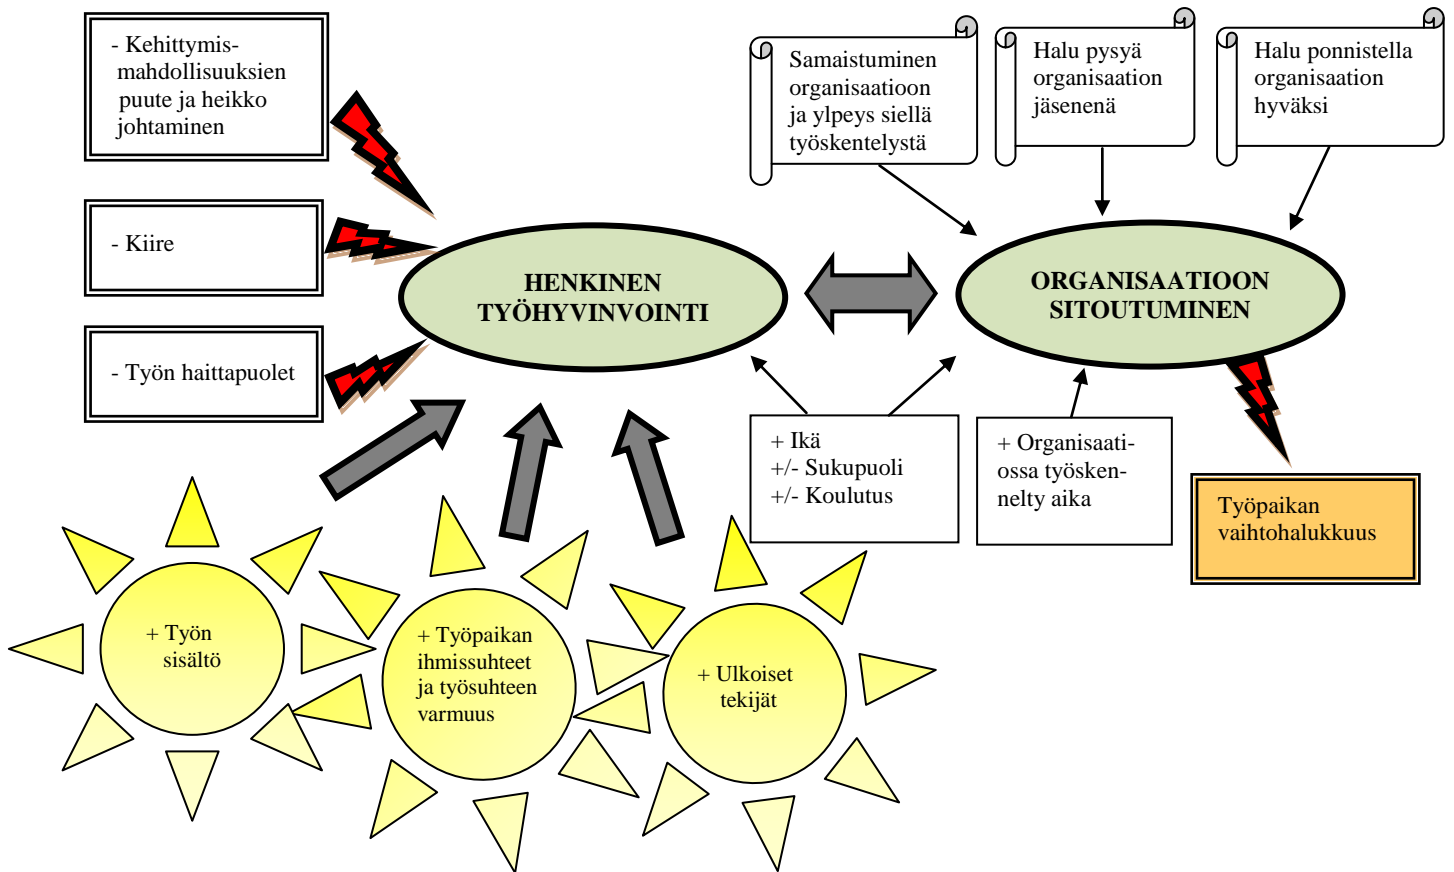 - Kehittymis-
mahdollisuuksien
puute ja heikko
johtaminen
- Kiire
- Työn haittapuolet
Samaistuminen
organisaatioon
ja ylpeys siellä
työskentelystä
Halu pysyä
organisaation
jäsenenä
Halu ponnistella
organisaation
hyväksi
HENKINEN
TYÖHYVINVOINTI
ORGANISAATIOON
SITOUTUMINEN
+ Ikä
+/- Sukupuoli
+/- Koulutus
+ Organisaati-
ossa työsken-
nelty aika
Työpaikan
vaihtohalukkuus
+ Työn
sisältö
+ Työpaikan
ihmissuhteet
ja työsuhteen
varmuus
+ Ulkoiset
tekijät